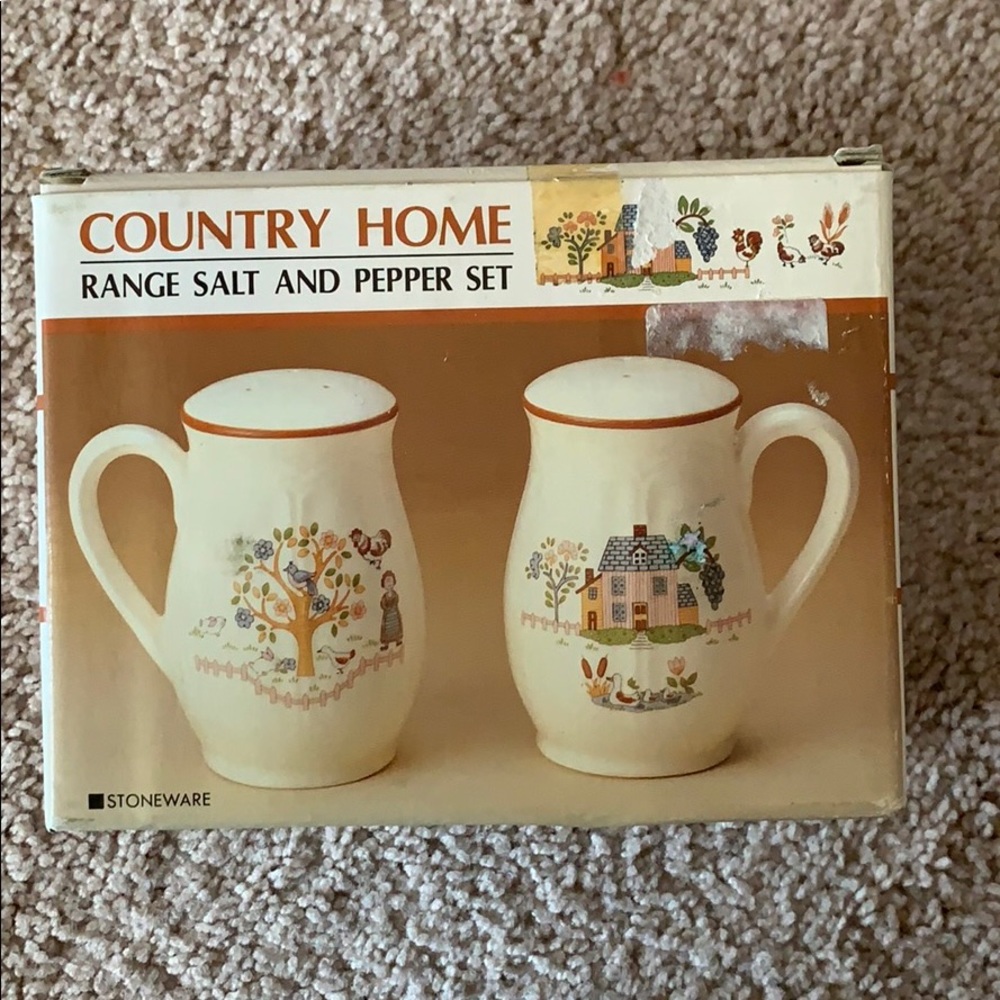 COUNTRY HOME
RANGE SALT AND PEPPER SET
STONEWARE